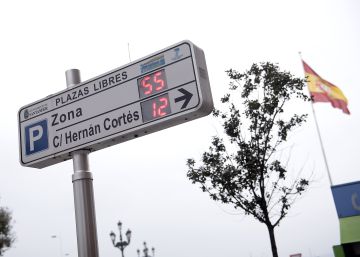 PLAZAS LIBRES
P Zona 55
C/ Hernán Cortés 12